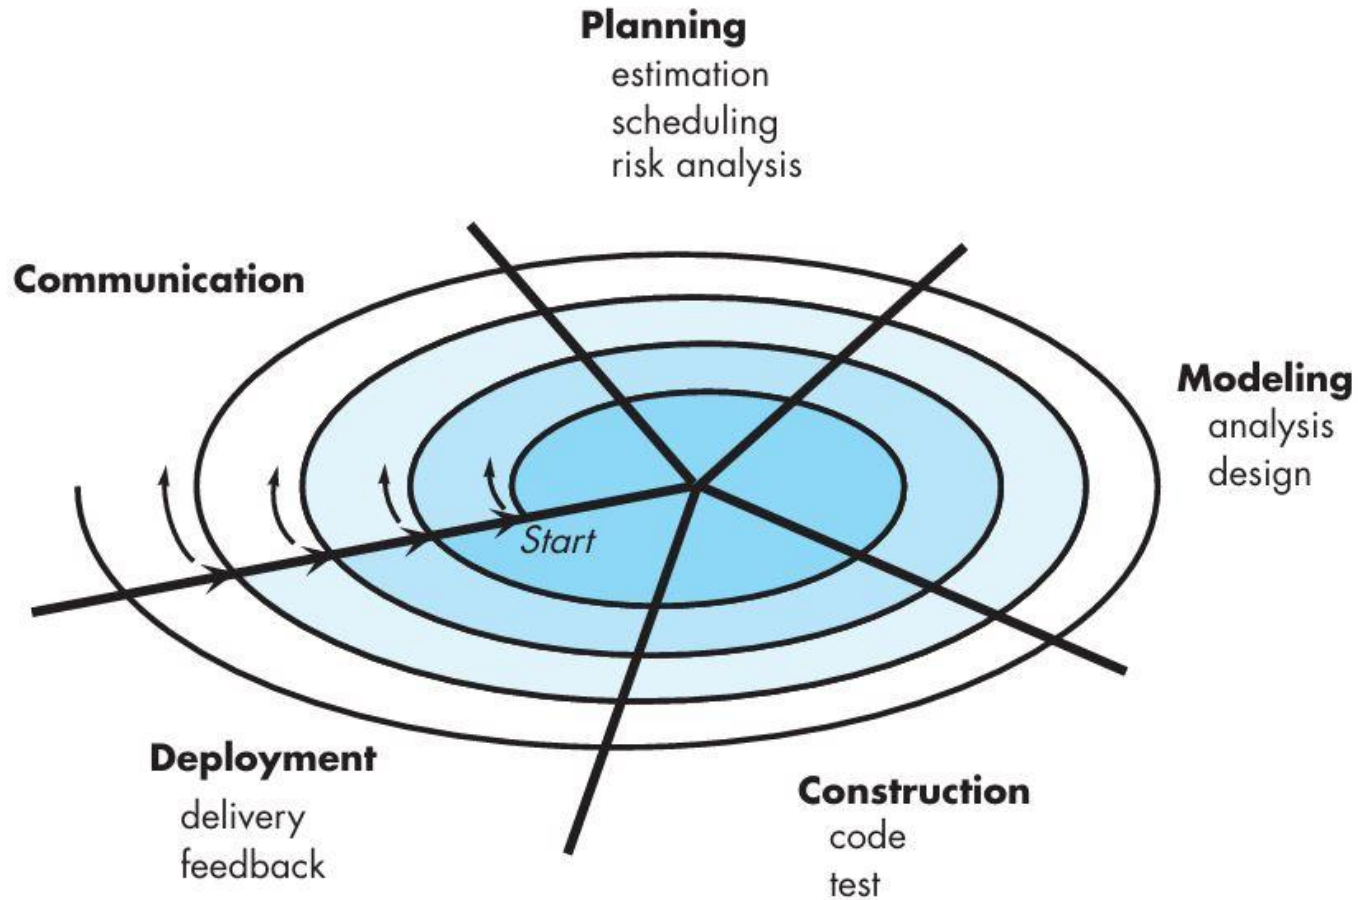 Planning
estimation
scheduling
risk analysis
Communication
Modeling
analysis
design
Start
Deployment
delivery
feedback
Construction
code
test